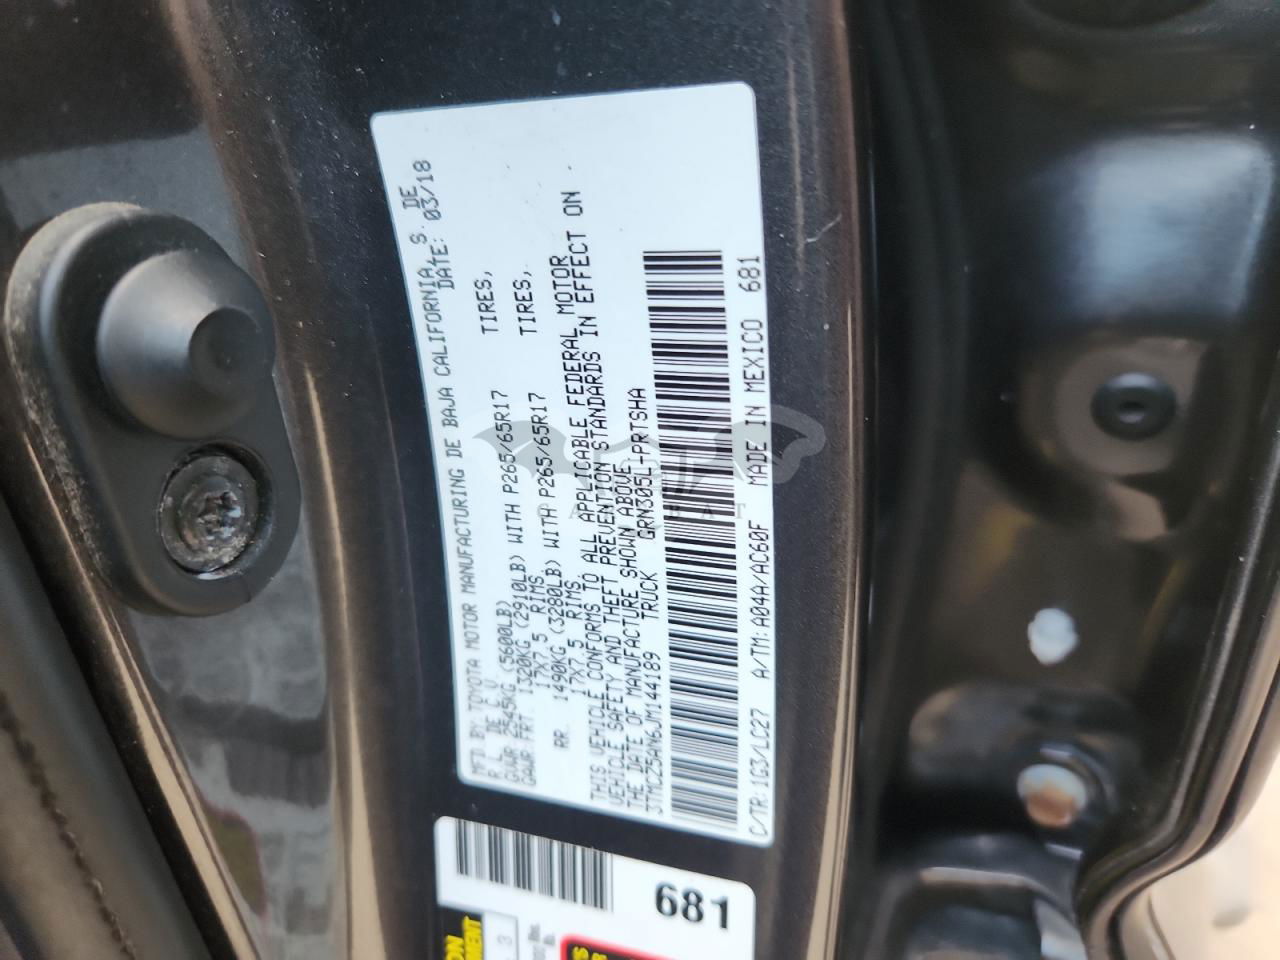 MFD BY: TOYOTA MOTOR MANUFACTURING DE BAJA CALIFORNIA, S. DE
R.L. DE C.V. DATE: 03/18
GVWR 2545KG (5600LB)
GAWR: FRT. 1320KG (2910LB) WITH P265/65R17 TIRES,
17X7.5 RIMS
RR. 1490KG (3280LB) WITH P265/65R17 TIRES,
17X7.5 RIMS
THIS VEHICLE CONFORMS TO ALL APPLICABLE FEDERAL MOTOR
VEHICLE SAFETY AND THEFT PREVENTION STANDARDS IN EFFECT ON
THE DATE OF MANUFACTURE SHOWN ABOVE.
3TMCZ5AN6JM144189 TRUCK GRN305L-PRTSHA
C/TR: 1G3/LC27 A/TM: A04A/AC60F MADE IN MEXICO 681
681